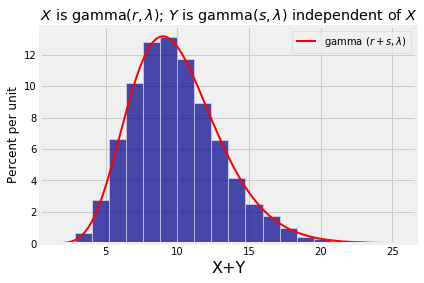 X is gamma(r, λ); Y is gamma(s, λ) independent of X
gamma (r + s, λ)
Percent per unit
12
10
8
6
4
2
0
5 10 15 20 25
X+Y